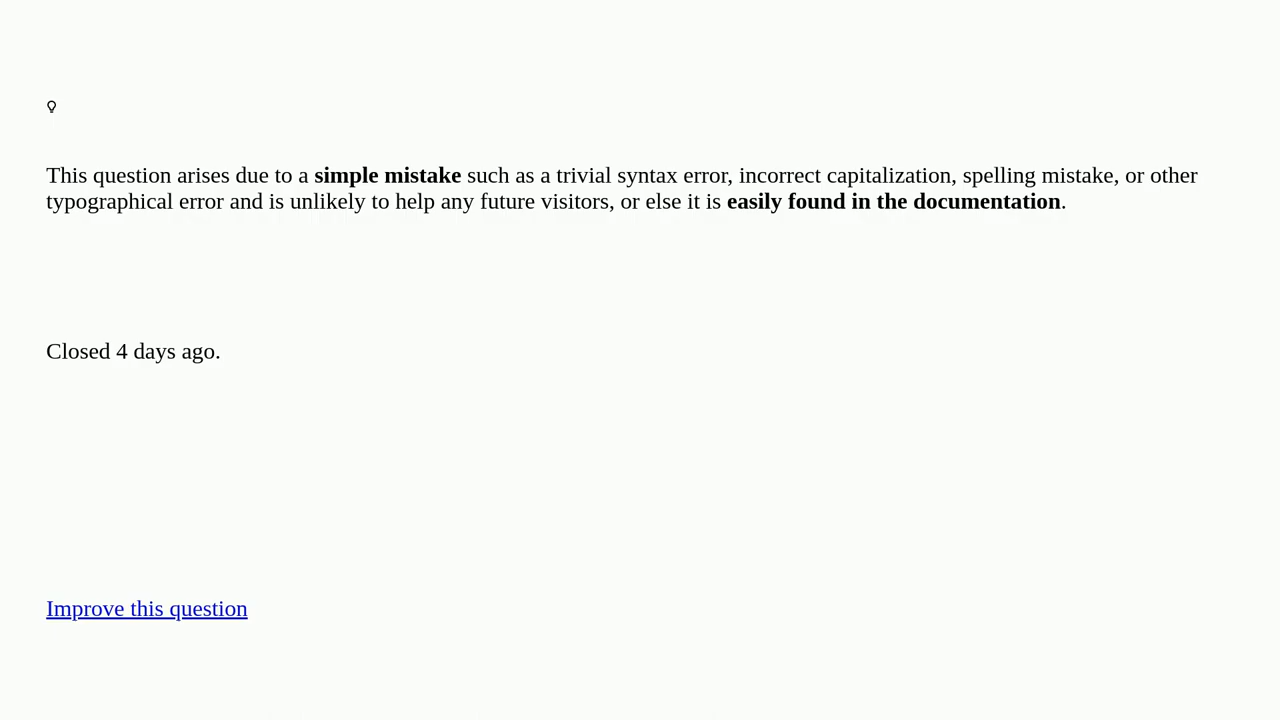 This question arises due to a simple mistake such as a trivial syntax error, incorrect capitalization, spelling mistake, or other
typographical error and is unlikely to help any future visitors, or else it is easily found in the documentation.
Closed 4 days ago.
Improve this question